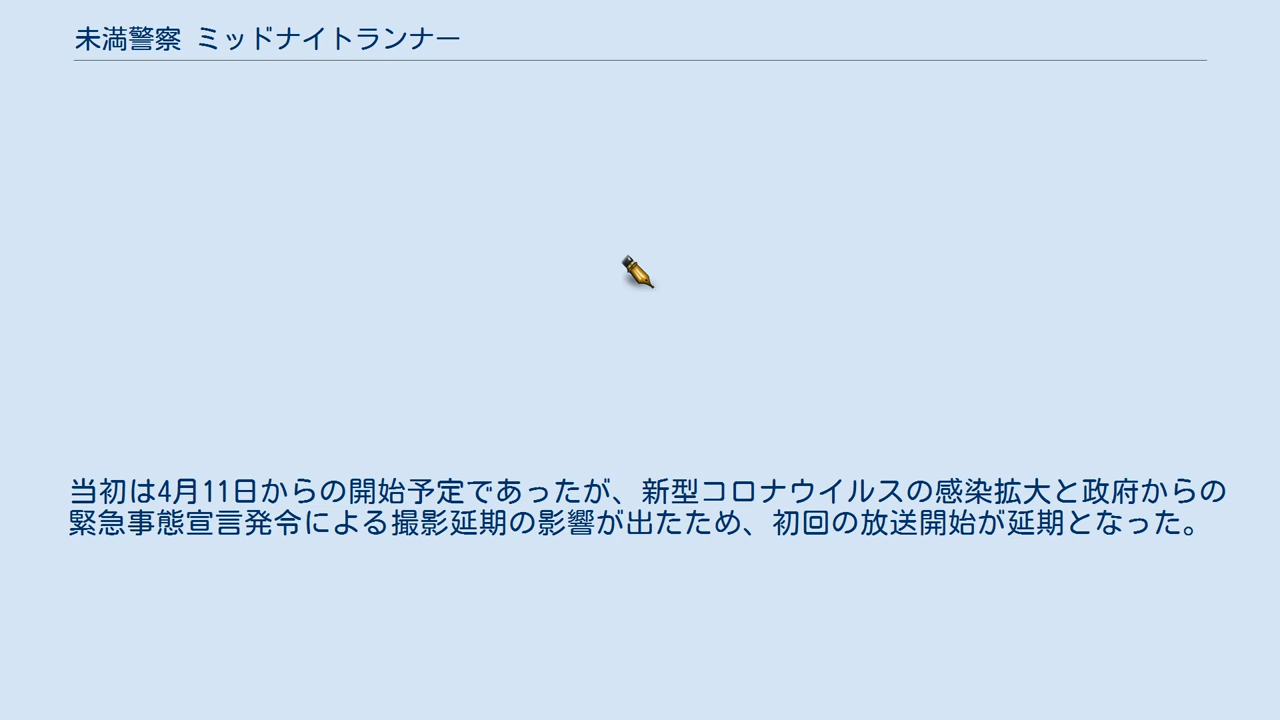 未満警察 ミッドナイトランナー
当初は4月11日からの開始予定であったが、新型コロナウイルスの感染拡大と政府からの
緊急事態宣言発令による撮影延期の影響が出たため、初回の放送開始が延期となった。